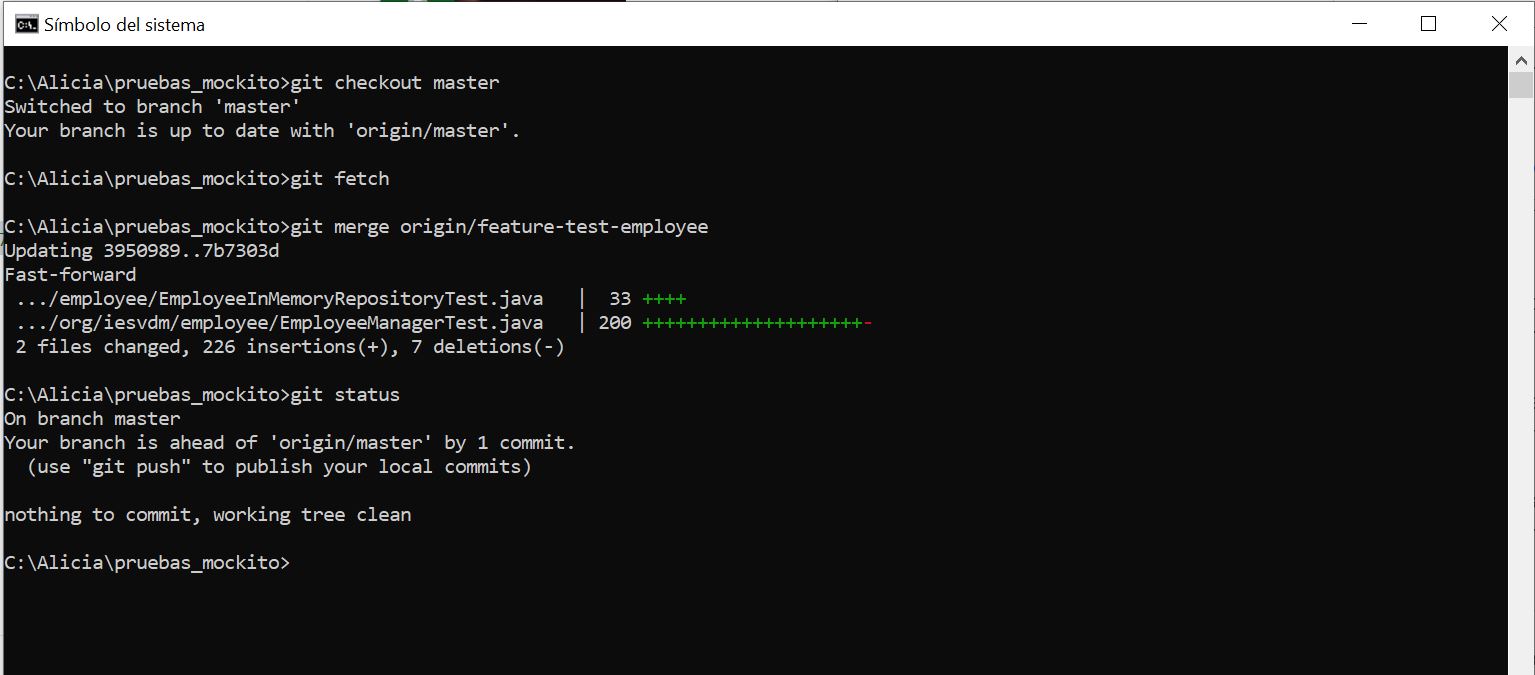 Símbolo del sistema
C:\Alicia\pruebas_mockito>git checkout master
Switched to branch 'master'
Your branch is up to date with 'origin/master'.
C:\Alicia\pruebas_mockito>git fetch
C:\Alicia\pruebas_mockito>git merge origin/feature-test-employee
Updating 3950989..7b7303d
Fast-forward
 .../employee/EmployeeInMemoryRepositoryTest.java   |  33 ++++
 .../org/iesvdm/employee/EmployeeManagerTest.java   | 200 ++++++++++++++++++++-
 2 files changed, 226 insertions(+), 7 deletions(-)
C:\Alicia\pruebas_mockito>git status
On branch master
Your branch is ahead of 'origin/master' by 1 commit.
  (use "git push" to publish your local commits)
nothing to commit, working tree clean
C:\Alicia\pruebas_mockito>